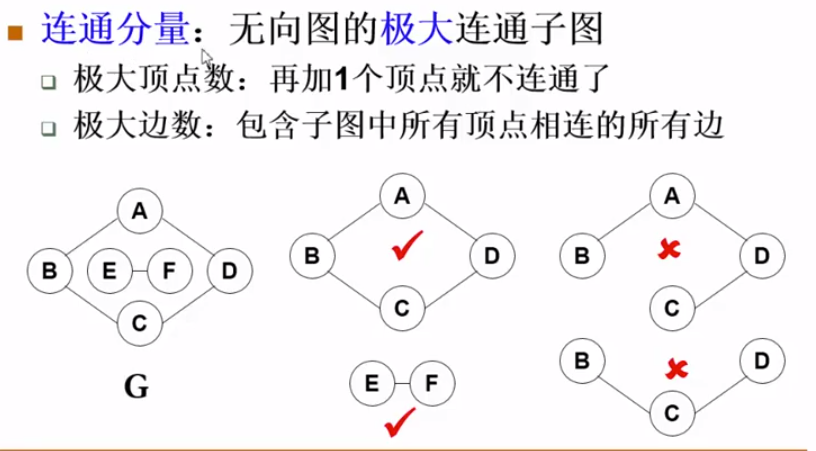 连通分量：无向图的极大连通子图
极大顶点数：再加1个顶点就不连通了
极大边数：包含子图中所有顶点相连的所有边
A
B E F D
C
G
A
B D
C
E F
A
B D
C
B D
C